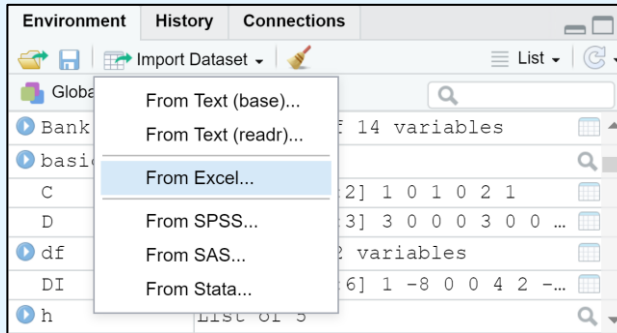 Environment History Connections
Import Dataset List
Globa
From Text (base)...
Bank 14 variables
From Text (readr)...
basi
From Excel...
C 2] 1 0 1 0 2 1
D From SPSS... 3] 3 0 0 0 3 0 0 …
df From SAS... variables
DI From Stata... 6] 1 -8 0 0 4 2 -…
h List of 5